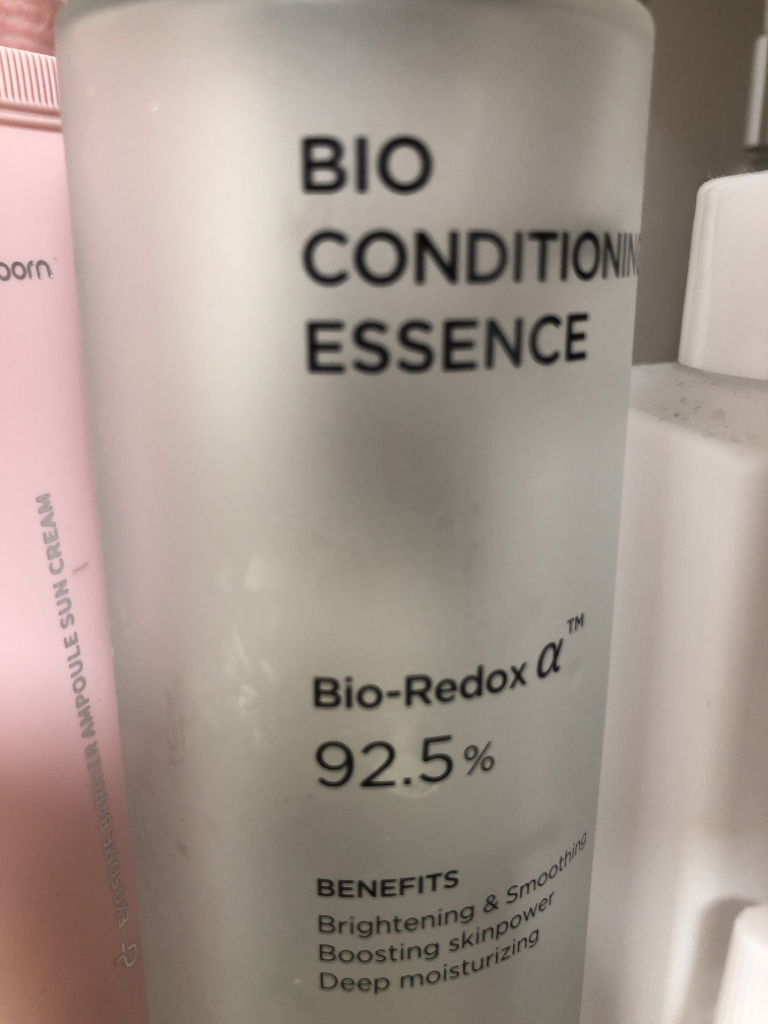 BIO
CONDITIONIN
ESSENCE
Bio-Redox α™
92.5%
BENEFITS
Brightening & Smoothing
Boosting skinpower
Deep moisturizing
born
AMPOULE SUN CREAM